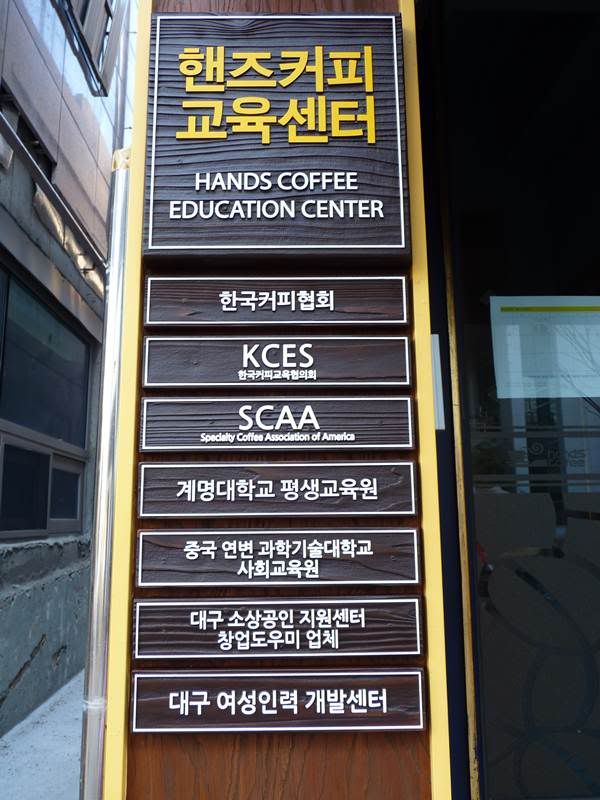 핸즈커피
교육센터
HANDS COFFEE
EDUCATION CENTER
한국커피협회
KCES
한국커피교육협의회
SCAA
Specialty Coffee Association of America
계명대학교 평생교육원
중국 연변 과학기술대학교
사회교육원
대구 소상공인 지원센터
창업도우미 업체
대구 여성인력 개발센터